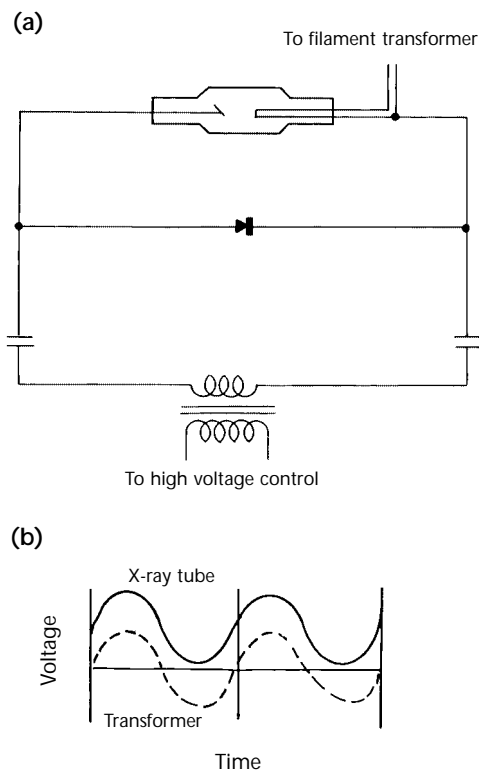 (a)
To filament transformer
To high voltage control
(b)
X-ray tube
Voltage
Transformer
Time